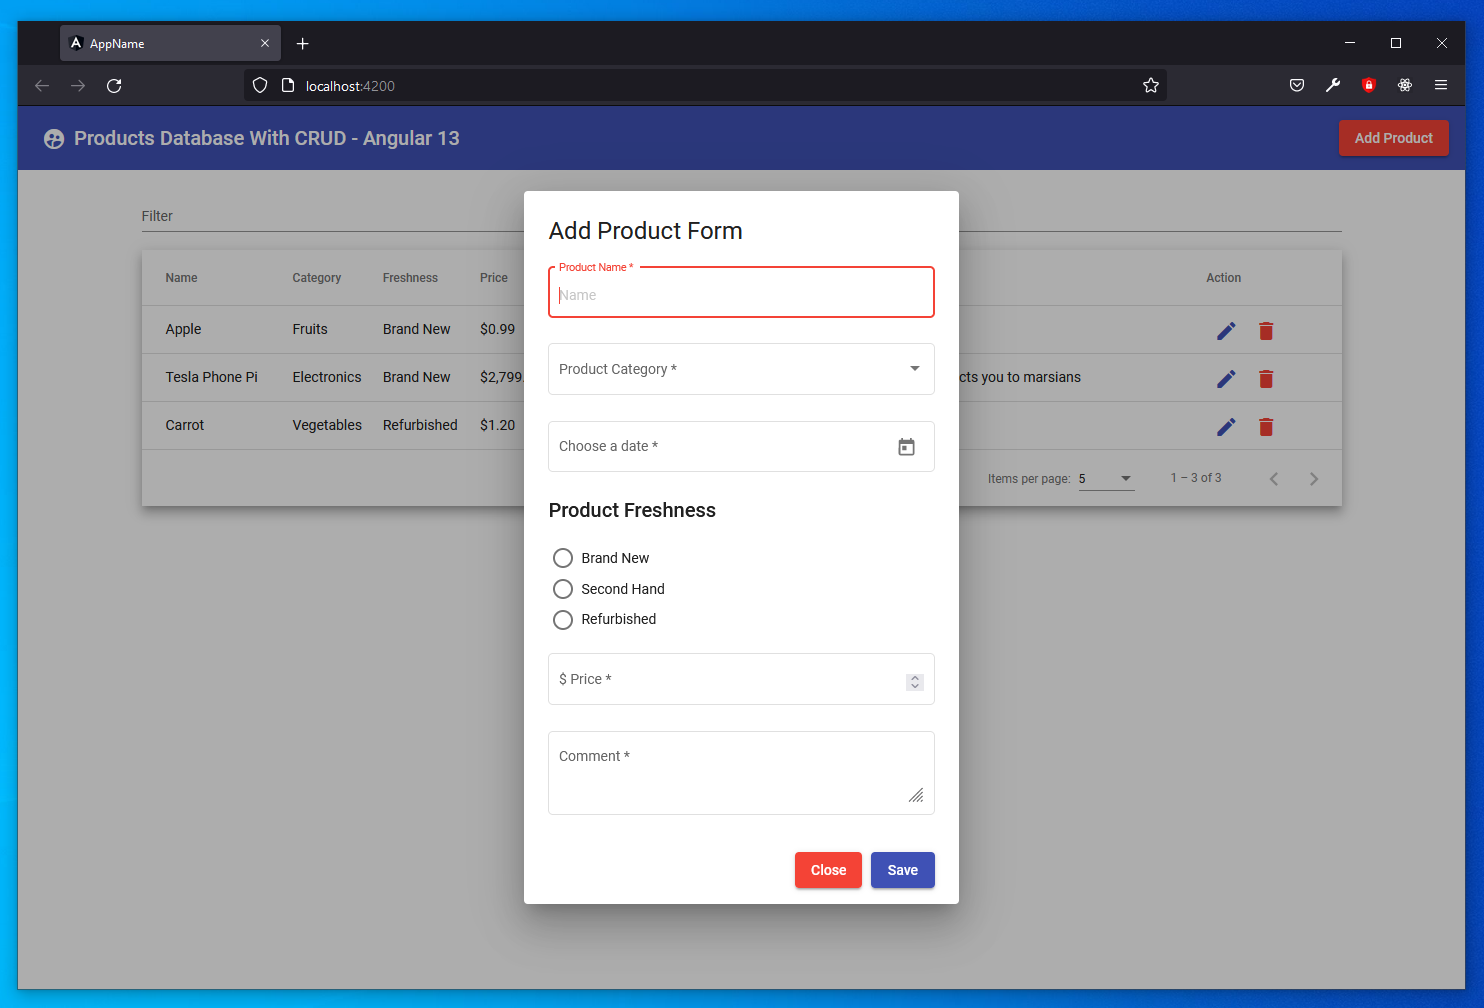 AppName
localhost:4200
Products Database With CRUD - Angular 13
Add Product
Filter
Name Category Freshness Price Action
Apple Fruits Brand New $0.99
Tesla Phone Pi Electronics Brand New $2,799. cts you to marsians
Carrot Vegetables Refurbished $1.20
Items per page: 5 1 – 3 of 3
Add Product Form
Product Name *
Name
Product Category *
Choose a date *
Product Freshness
Brand New
Second Hand
Refurbished
$ Price *
Comment *
Close Save